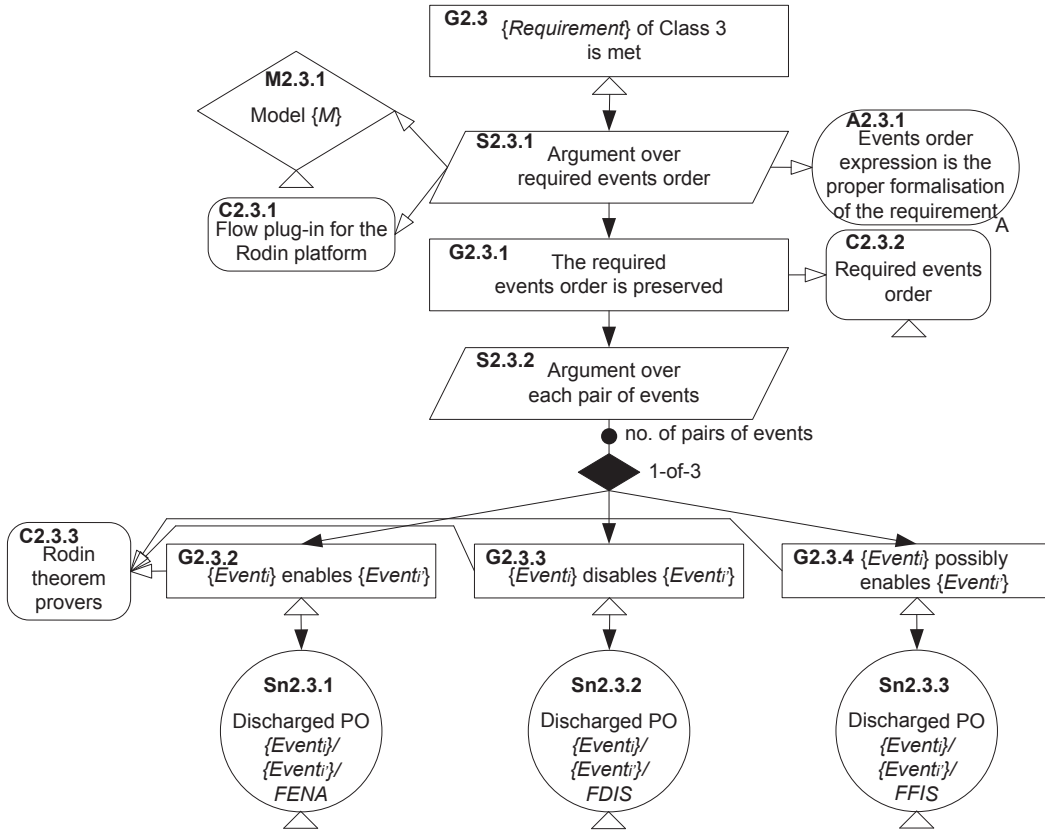 G2.3
{Requirement} of Class 3
is met
M2.3.1
Model {M}
S2.3.1
Argument over
required events order
A2.3.1
Events order
expression is the
proper formalisation
of the requirement
A
C2.3.1
Flow plug-in for the
Rodin platform
G2.3.1
The required
events order is preserved
C2.3.2
Required events
order
S2.3.2
Argument over
each pair of events
no. of pairs of events
1-of-3
C2.3.3
Rodin
theorem
provers
G2.3.2
{Eventi} enables {Eventi'}
G2.3.3
{Eventi} disables {Eventi'}
G2.3.4 {Eventi} possibly
enables {Eventi'}
Sn2.3.1
Discharged PO
{Eventi}/
{Eventi'}/
FENA
Sn2.3.2
Discharged PO
{Eventi}/
{Eventi'}/
FDIS
Sn2.3.3
Discharged PO
{Eventi}/
{Eventi'}/
FFIS